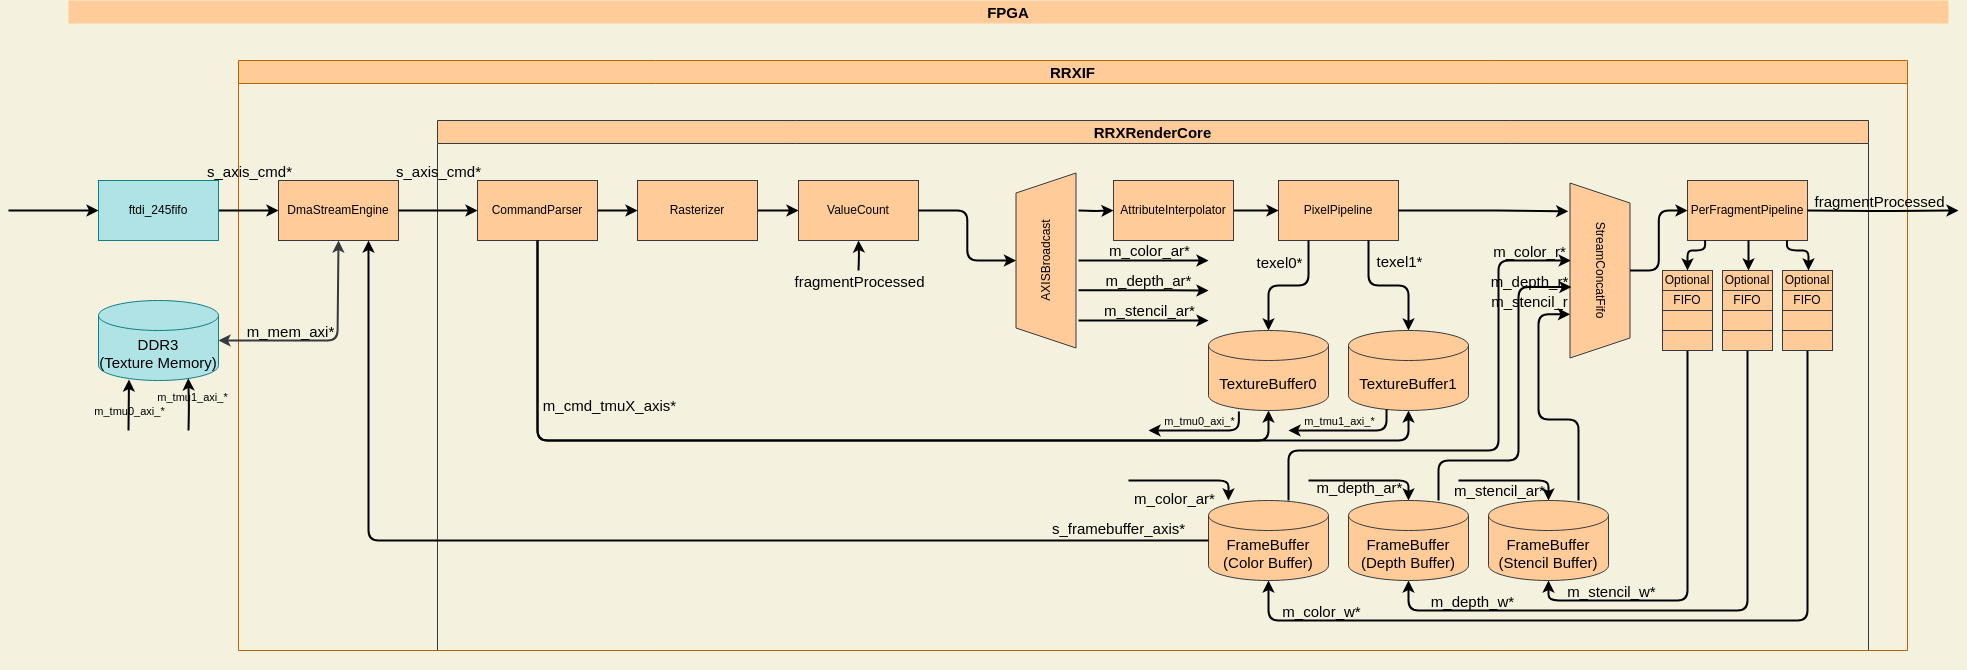 FPGA
RRXIF
RRXRenderCore
s_axis_cmd*
s_axis_cmd*
ftdi_245fifo
DmaStreamEngine
CommandParser
Rasterizer
ValueCount
AXISBroadcast
AttributeInterpolator
PixelPipeline
StreamConcatFifo
PerFragmentPipeline
fragmentProcessed
fragmentProcessed
m_color_ar*
m_depth_ar*
m_stencil_ar*
texel0*
texel1*
m_color_r*
m_depth_r*
m_stencil_r
Optional
FIFO
Optional
FIFO
Optional
FIFO
m_mem_axi*
DDR3
(Texture Memory)
m_tmu0_axi_*
m_tmu1_axi_*
TextureBuffer0
TextureBuffer1
m_cmd_tmuX_axis*
m_tmu0_axi_*
m_tmu1_axi_*
m_color_ar*
m_depth_ar*
m_stencil_ar*
s_framebuffer_axis*
FrameBuffer
(Color Buffer)
FrameBuffer
(Depth Buffer)
FrameBuffer
(Stencil Buffer)
m_color_w*
m_depth_w*
m_stencil_w*